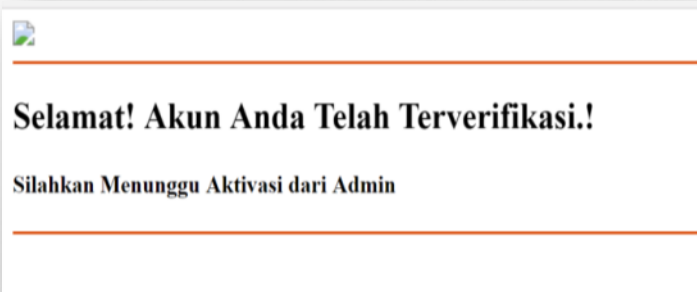 Selamat! Akun Anda Telah Terverifikasi.!
Silahkan Menunggu Aktivasi dari Admin